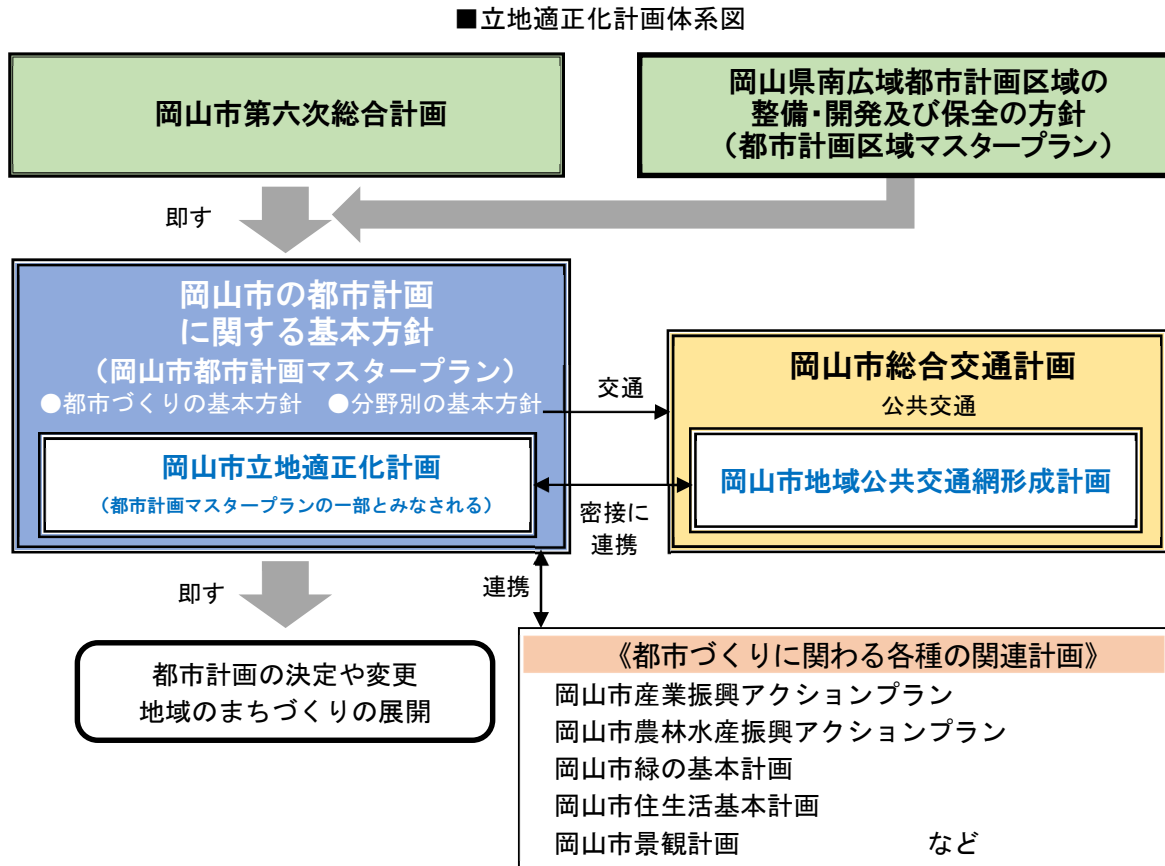 ■立地適正化計画体系図
岡山市第六次総合計画
岡山県南広域都市計画区域の
整備・開発及び保全の方針
（都市計画区域マスタープラン）
即す
岡山市の都市計画
に関する基本方針
（岡山市都市計画マスタープラン）
●都市づくりの基本方針　●分野別の基本方針
岡山市立地適正化計画
（都市計画マスタープランの一部とみなされる）
交通
密接に
連携
岡山市総合交通計画
公共交通
岡山市地域公共交通網形成計画
即す
連携
都市計画の決定や変更
地域のまちづくりの展開
《都市づくりに関わる各種の関連計画》
岡山市産業振興アクションプラン
岡山市農林水産振興アクションプラン
岡山市緑の基本計画
岡山市住生活基本計画
岡山市景観計画　　　　　など